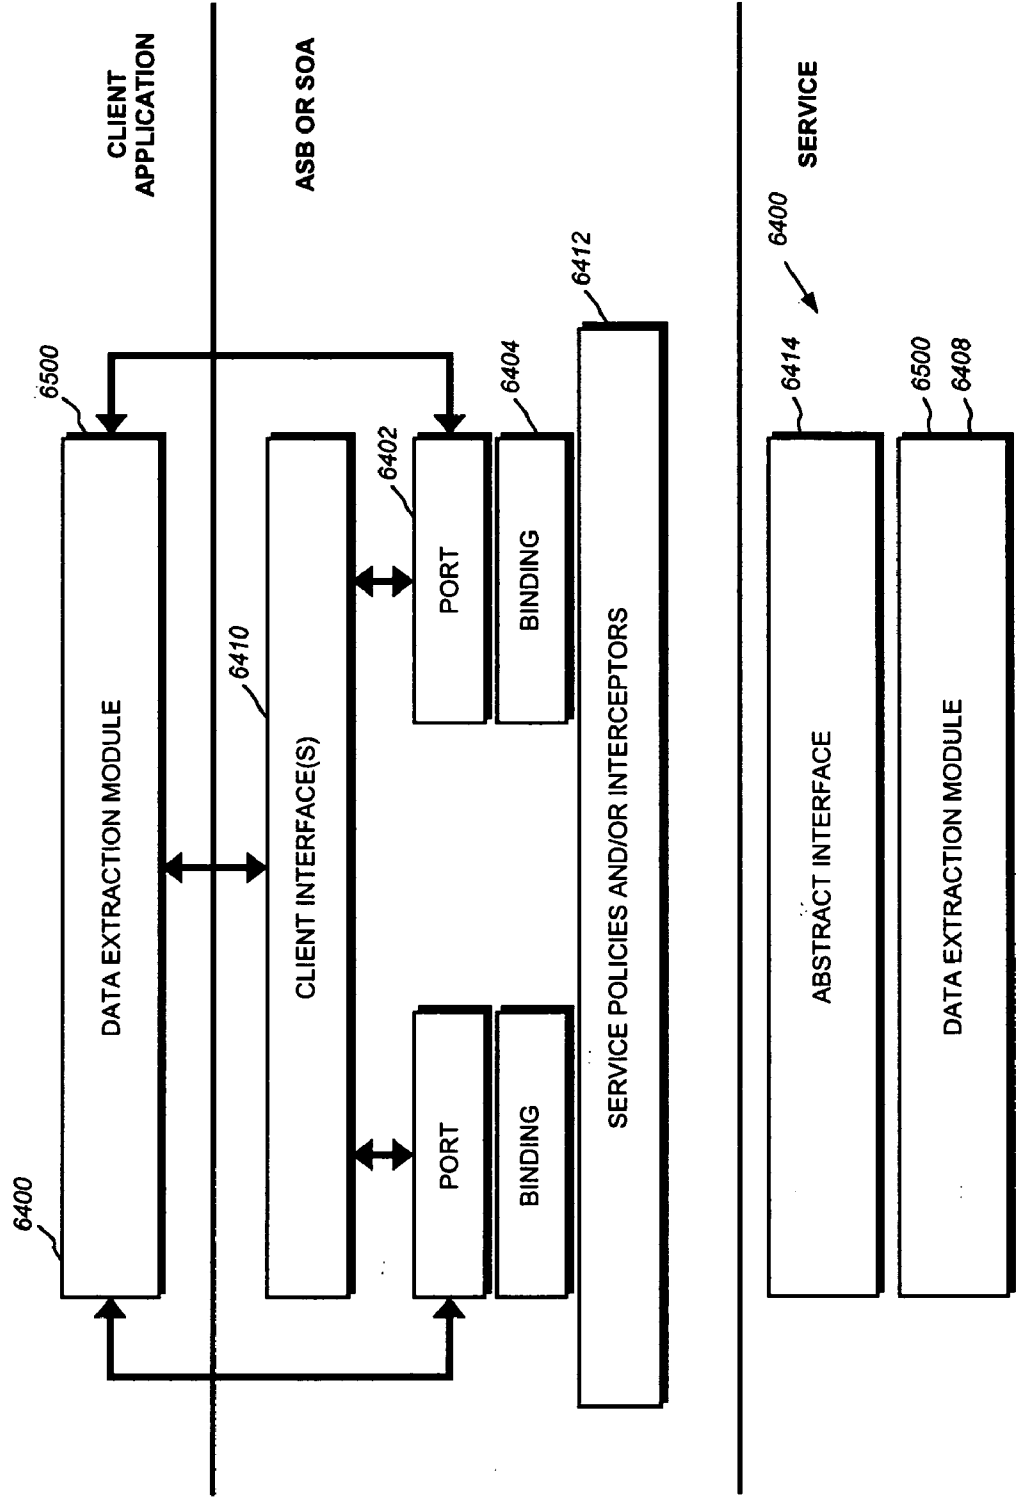 6400
6500
DATA EXTRACTION MODULE
CLIENT
APPLICATION
6410
CLIENT INTERFACE(S)
ASB OR SOA
6402
PORT
PORT
6404
BINDING
BINDING
6412
SERVICE POLICIES AND/OR INTERCEPTORS
SERVICE
6400
6414
ABSTRACT INTERFACE
6500
6408
DATA EXTRACTION MODULE